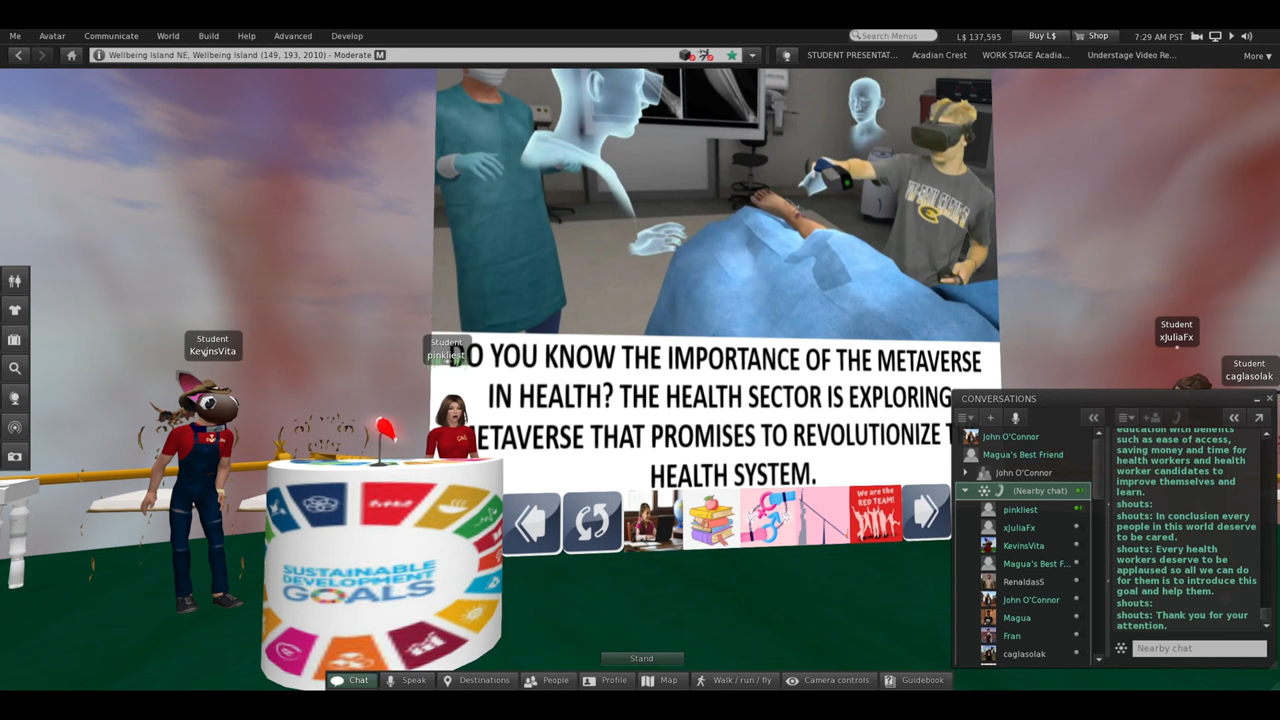 Me Avatar Communicate World Build Help Advanced Develop
Search Menus
L$ 137,595
Buy L$
Shop
7:29 AM PST
Wellbeing Island NE, Wellbeing Island (149, 193, 2010) - Moderate M
STUDENT PRESENTAT... Acadian Crest WORK STAGE Acadia... Understage Video Re...
More ▼
Student
KevinsVita
Student
pinkliest
Student
xJuliaFx
Student
caglasolak
DO YOU KNOW THE IMPORTANCE OF THE METAVERSE
IN HEALTH? THE HEALTH SECTOR IS EXPLORING
ETAVERSE THAT PROMISES TO REVOLUTIONIZE T
HEALTH SYSTEM.
We are the
RED TEAM!
SUSTAINABLE
DEVELOPMENT
GOALS
CONVERSATIONS
John O'Connor
Magua's Best Friend
John O'Connor
(Nearby chat)
pinkliest
xJuliaFx
KevinsVita
Magua's Best F...
RenaldasS
John O'Connor
Magua
Fran
caglasolak
education with benefits
such as ease of access,
saving money and time for
health workers and health
worker candidates to
improve themselves and
learn.
shouts:
shouts: In conclusion every
people in this world deserve
to be cared.
shouts: Every health
workers deserve to be
applaused so all we can do
for them is to introduce this
goal and help them.
shouts:
shouts: Thank you for your
attention.
Nearby chat
Stand
Chat Speak Destinations People Profile Map Walk / run / fly Camera controls Guidebook